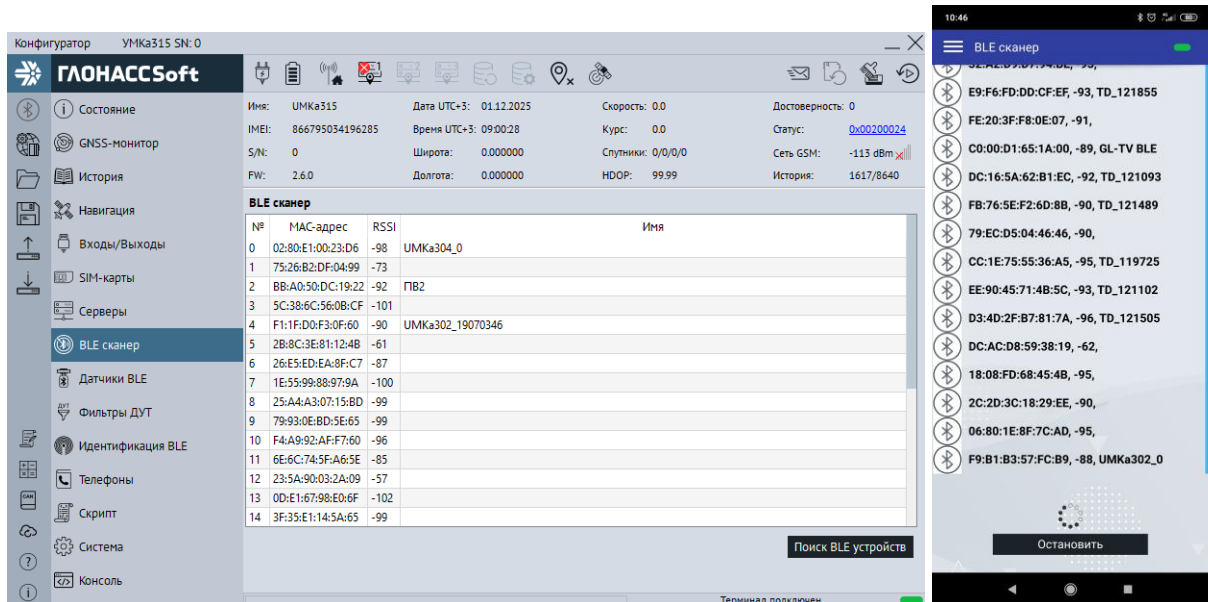 Конфигуратор УМКа315 SN: 0
ГЛОНАССSoft
Состояние
GNSS-монитор
История
Навигация
Входы/Выходы
SIM-карты
Серверы
BLE сканер
Датчики BLE
Фильтры ДУТ
Идентификация BLE
Телефоны
Скрипт
Система
Консоль
Имя: UMKa315 Дата UTC+3: 01.12.2025 Скорость: 0.0 Достоверность: 0
IMEI: 866795034196285 Время UTC+3: 09:00:28 Курс: 0.0 Статус: 0x00200024
S/N: 0 Широта: 0.000000 Спутники: 0/0/0/0 Сеть GSM: -113 dBm
FW: 2.6.0 Долгота: 0.000000 HDOP: 99.99 История: 1617/8640
BLE сканер
№ MAC-адрес RSSI Имя
0 02:80:E1:00:23:D6 -98 UMKa304_0
1 75:26:B2:DF:04:99 -73
2 BB:A0:50:DC:19:22 -92 ПВ2
3 5C:38:6C:56:0B:CF -101
4 F1:1F:D0:F3:0F:60 -90 UMKa302_19070346
5 2B:8C:3E:81:12:4B -61
6 26:E5:ED:EA:8F:C7 -87
7 1E:55:99:88:97:9A -100
8 25:A4:A3:07:15:BD -99
9 79:93:0E:BD:5E:65 -99
10 F4:A9:92:AF:F7:60 -96
11 6E:6C:74:5F:A6:5E -85
12 23:5A:90:03:2A:09 -57
13 0D:E1:67:98:E0:6F -102
14 3F:35:E1:14:5A:65 -99
Поиск BLE устройств
Терминал подключен
10:46
80
BLE сканер
E9:F6:FD:DD:CF:EF, -93, TD_121855
FE:20:3F:F8:0E:07, -91,
C0:00:D1:65:1A:00, -89, GL-TV BLE
DC:16:5A:62:B1:EC, -92, TD_121093
FB:76:5E:F2:6D:8B, -90, TD_121489
79:EC:D5:04:46:46, -90,
CC:1E:75:55:36:A5, -95, TD_119725
EE:90:45:71:4B:5C, -93, TD_121102
D3:4D:2F:B7:81:7A, -96, TD_121505
DC:AC:D8:59:38:19, -62,
18:08:FD:68:45:4B, -95,
2C:2D:3C:18:29:EE, -90,
06:80:1E:8F:7C:AD, -95,
F9:B1:B3:57:FC:B9, -88, UMKa302_0
Остановить